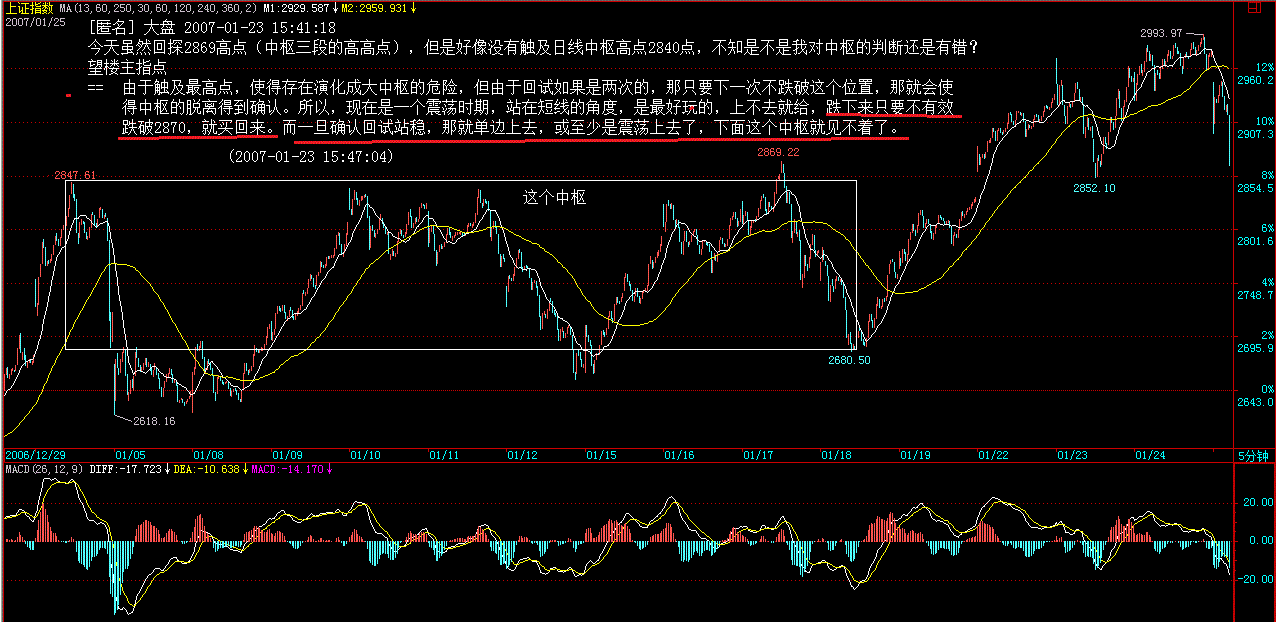 上证指数 MA(13,60,250,30,60,120,240,360,2) M1:2929.587↓M2:2959.931↓
2007/01/25
[匿名] 大盘 2007-01-23 15:41:18
今天虽然回探2869高点（中枢三段的高高点），但是好像没有触及日线中枢高点2840点，不知是不是我对中枢的判断还是有错？
望楼主指点
== 由于触及最高点，使得存在演化成大中枢的危险，但由于回试如果是两次的，那只要下一次不跌破这个位置，那就会使
得中枢的脱离得到确认。所以，现在是一个震荡时期，站在短线的角度，是最好玩的，上不去就给，跌下来只要不有效
跌破2870，就买回来。而一旦确认回试站稳，那就单边上去，或至少是震荡上去了，下面这个中枢就见不着了。
(2007-01-23 15:47:04)
2993.97
12%
2960.2
10%
2907.3
2869.22
2847.61
8%
2854.5
2852.10
这个中枢
6%
2801.6
4%
2748.7
2%
2695.9
2680.50
0%
2643.0
2618.16
2006/12/29 01/05 01/08 01/09 01/10 01/11 01/12 01/15 01/16 01/17 01/18 01/19 01/22 01/23 01/24 5分钟
MACD(26,12,9) DIFF:-17.723↓DEA:-10.638↓MACD:-14.170↓
20.00
0.00
-20.00